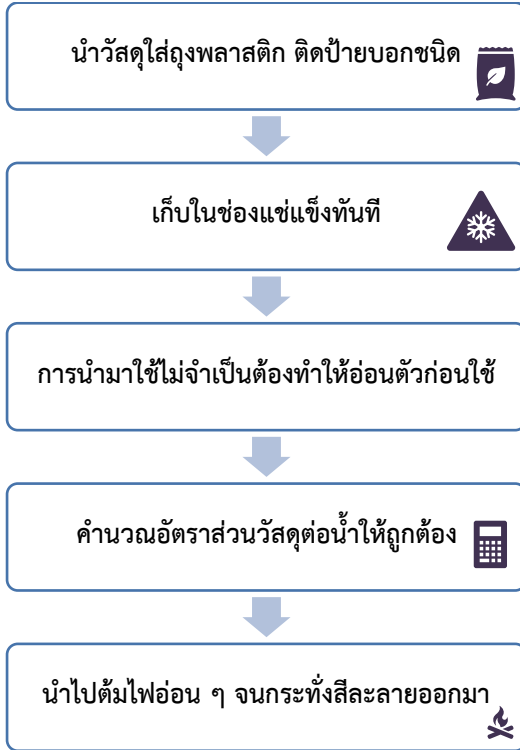 นำวัสดุใส่ถุงพลาสติก ติดป้ายบอกชนิด
เก็บในช่องแช่แข็งทันที
การนำมาใช้ไม่จำเป็นต้องทำให้อ่อนตัวก่อนใช้
คำนวณอัตราส่วนวัสดุต่อน้ำให้ถูกต้อง
นำไปต้มไฟอ่อน ๆ จนกระทั่งสีละลายออกมา